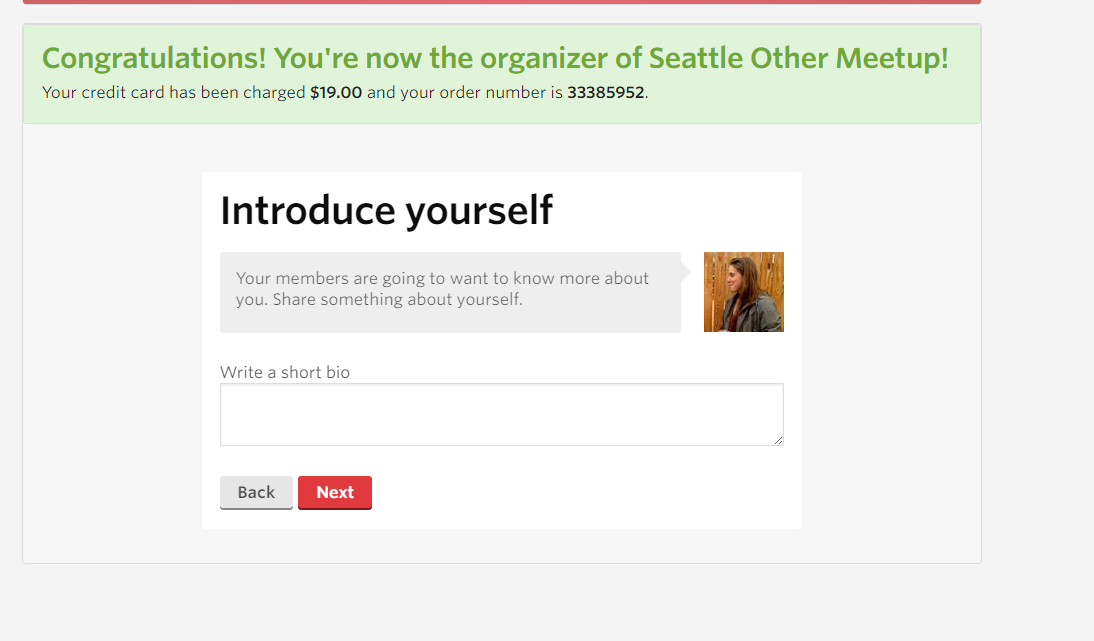 Congratulations! You're now the organizer of Seattle Other Meetup!
Your credit card has been charged $19.00 and your order number is 33385952.
Introduce yourself
Your members are going to want to know more about
you. Share something about yourself.
Write a short bio
Back Next